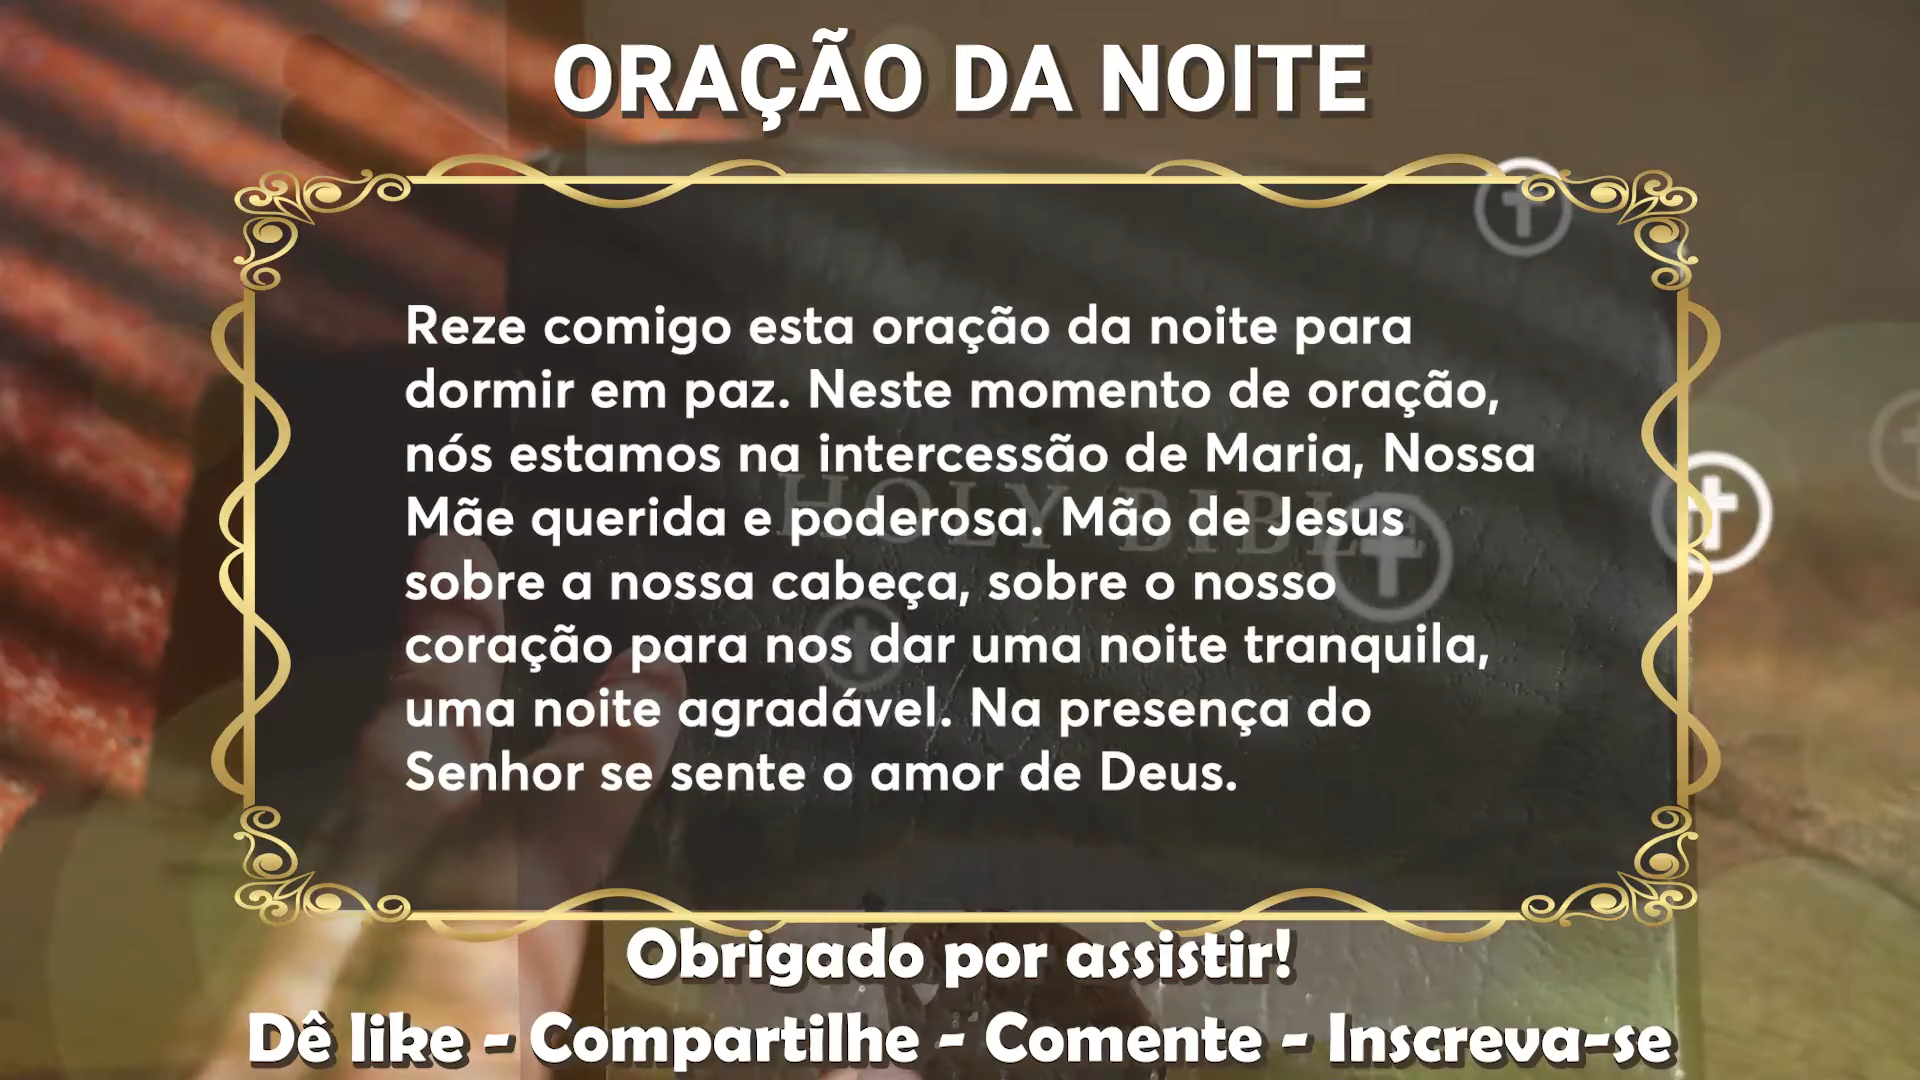 ORAÇÃO DA NOITE
Reze comigo esta oração da noite para
dormir em paz. Neste momento de oração,
nós estamos na intercessão de Maria, Nossa
Mãe querida e poderosa. Mão de Jesus
sobre a nossa cabeça, sobre o nosso
coração para nos dar uma noite tranquila,
uma noite agradável. Na presença do
Senhor se sente o amor de Deus.
HOLY BIBLE
Obrigado por assistir!
Dê like - Compartilhe - Comente - Inscreva-se